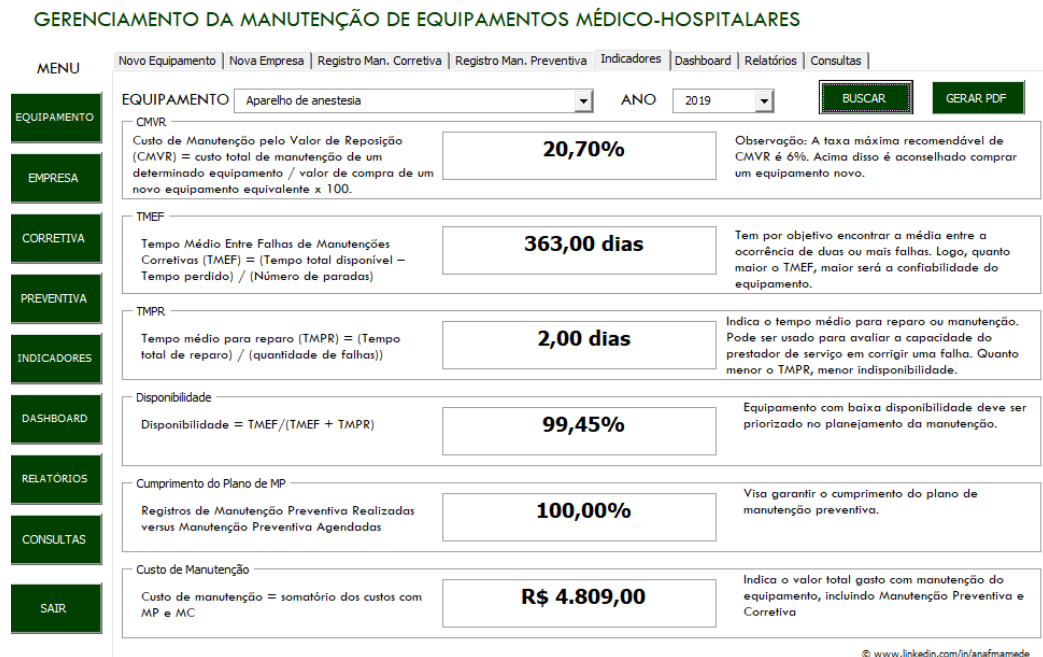 GERENCIAMENTO DA MANUTENÇÃO DE EQUIPAMENTOS MÉDICO-HOSPITALARES
MENU
EQUIPAMENTO
EMPRESA
CORRETIVA
PREVENTIVA
INDICADORES
DASHBOARD
RELATÓRIOS
CONSULTAS
SAIR
Novo Equipamento Nova Empresa Registro Man. Corretiva Registro Man. Preventiva Indicadores Dashboard Relatórios Consultas
EQUIPAMENTO Aparelho de anestesia ANO 2019 BUSCAR GERAR PDF
CMVR
Custo de Manutenção pelo Valor de Reposição
(CMVR) = custo total de manutenção de um
determinado equipamento / valor de compra de um
novo equipamento equivalente x 100.
20,70%
Observação: A taxa máxima recomendável de
CMVR é 6%. Acima disso é aconselhado comprar
um equipamento novo.
TMEF
Tempo Médio Entre Falhas de Manutenções
Corretivas (TMEF) = (Tempo total disponível –
Tempo perdido) / (Número de paradas)
363,00 dias
Tem por objetivo encontrar a média entre a
ocorrência de duas ou mais falhas. Logo, quanto
maior o TMEF, maior será a confiabilidade do
equipamento.
TMPR
Tempo médio para reparo (TMPR) = (Tempo
total de reparo) / (quantidade de falhas))
2,00 dias
Indica o tempo médio para reparo ou manutenção.
Pode ser usado para avaliar a capacidade do
prestador de serviço em corrigir uma falha. Quanto
menor o TMPR, menor indisponibilidade.
Disponibilidade
Disponibilidade = TMEF/(TMEF + TMPR)
99,45%
Equipamento com baixa disponibilidade deve ser
priorizado no planejamento da manutenção.
Cumprimento do Plano de MP
Registros de Manutenção Preventiva Realizadas
versus Manutenção Preventiva Agendadas
100,00%
Visa garantir o cumprimento do plano de
manutenção preventiva.
Custo de Manutenção
Custo de manutenção = somatório dos custos com
MP e MC
R$ 4.809,00
Indica o valor total gasto com manutenção do
equipamento, incluindo Manutenção Preventiva e
Corretiva
© www.linkedin.com/in/anafmamede